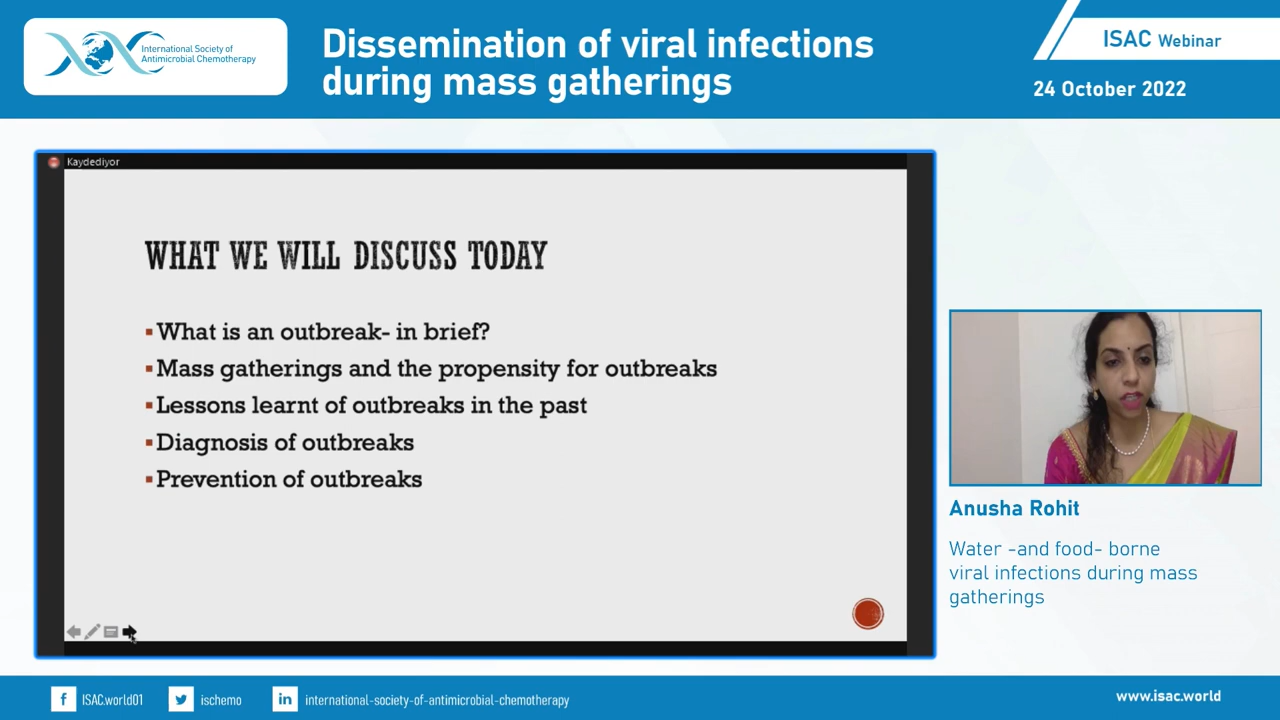 International Society of
Antimicrobial Chemotherapy
Dissemination of viral infections
during mass gatherings
ISAC Webinar
24 October 2022
Kaydediyor
WHAT WE WILL DISCUSS TODAY
▪What is an outbreak- in brief?
▪Mass gatherings and the propensity for outbreaks
▪Lessons learnt of outbreaks in the past
▪Diagnosis of outbreaks
▪Prevention of outbreaks
Anusha Rohit
Water -and food- borne
viral infections during mass
gatherings
f ISAC.world01
ischemo
in international-society-of-antimicrobial-chemotherapy
www.isac.world